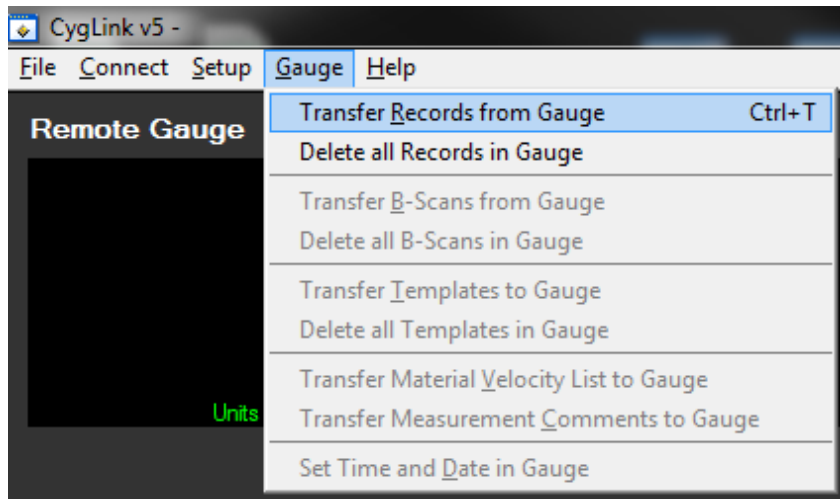 CygLink v5 -
File Connect Setup Gauge Help
Remote Gauge
Transfer Records from Gauge Ctrl+T
Delete all Records in Gauge
Transfer B-Scans from Gauge
Delete all B-Scans in Gauge
Transfer Templates to Gauge
Delete all Templates in Gauge
Transfer Material Velocity List to Gauge
Units
Transfer Measurement Comments to Gauge
Set Time and Date in Gauge